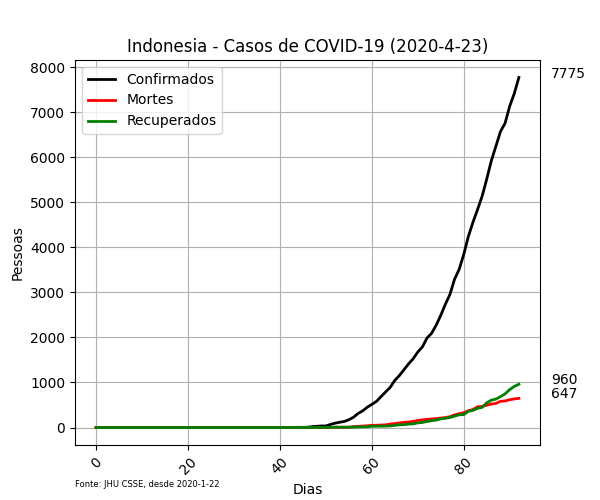 Indonesia - Casos de COVID-19 (2020-4-23)
Confirmados
Mortes
Recuperados
8000
7000
6000
5000
4000
3000
2000
1000
0
Pessoas
7775
960
647
0
20
40
60
80
Fonte: JHU CSSE, desde 2020-1-22
Dias